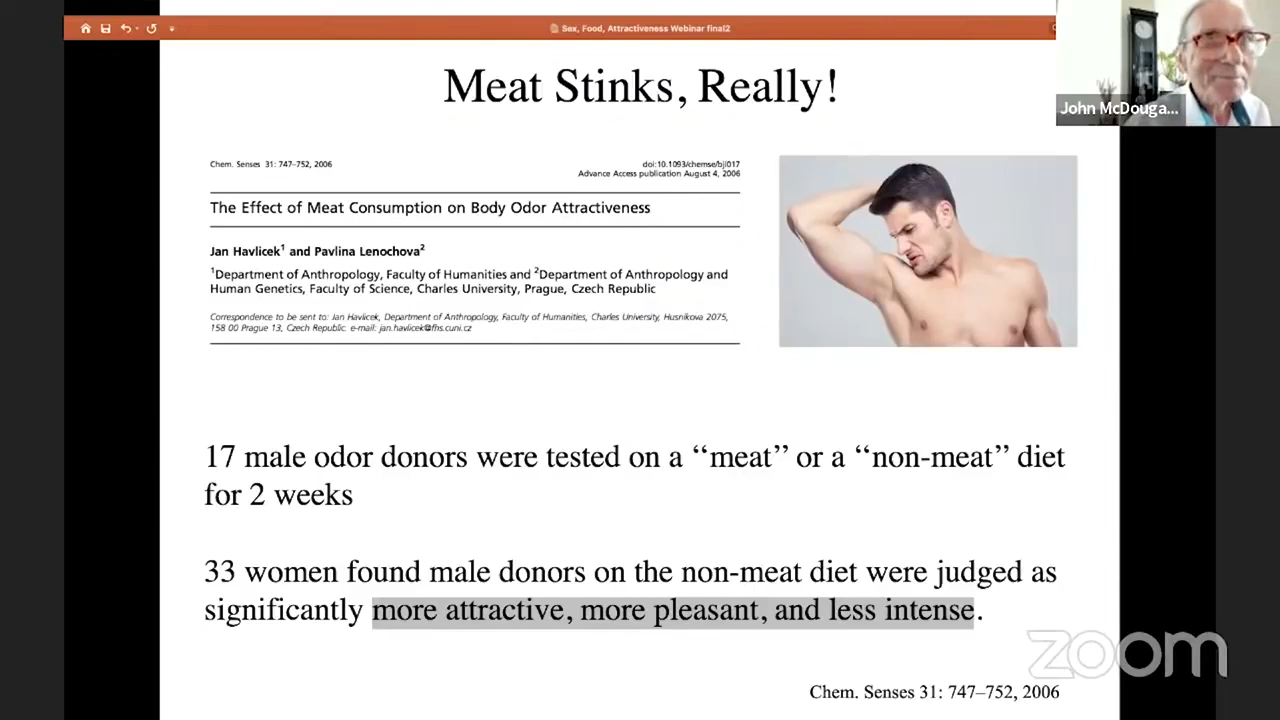 Sex, Food, Attractiveness Webinar final2
John McDouga...
Meat Stinks, Really!
Chem. Senses 31: 747–752, 2006
doi:10.1093/chemse/bjl017
Advance Access publication August 4, 2006
The Effect of Meat Consumption on Body Odor Attractiveness
Jan Havlicek¹ and Pavlina Lenochova²
¹Department of Anthropology, Faculty of Humanities and ²Department of Anthropology and
Human Genetics, Faculty of Science, Charles University, Prague, Czech Republic
Correspondence to be sent to: Jan Havlicek, Department of Anthropology, Faculty of Humanities, Charles University, Husnikova 2075,
158 00 Prague 13, Czech Republic. e-mail: jan.havlicek@fhs.cuni.cz
17 male odor donors were tested on a ‘‘meat’’ or a ‘‘non-meat’’ diet
for 2 weeks
33 women found male donors on the non-meat diet were judged as
significantly more attractive, more pleasant, and less intense.
zoom
Chem. Senses 31: 747–752, 2006